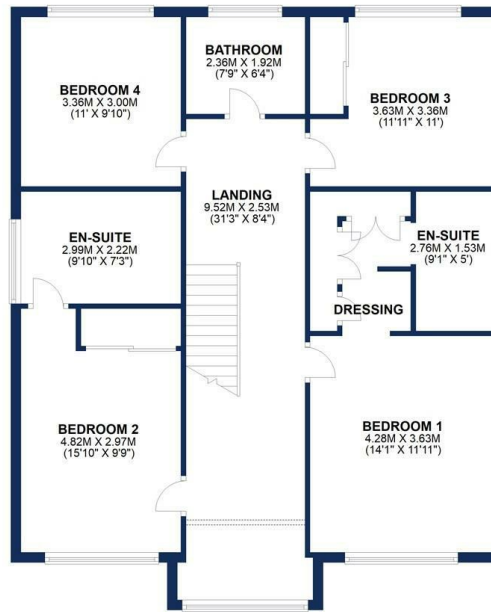 BATHROOM
2.36M X 1.92M
(7'9" X 6'4")
BEDROOM 4
3.36M X 3.00M
(11' X 9'10")
BEDROOM 3
3.63M X 3.36M
(11'11" X 11')
LANDING
9.52M X 2.53M
(31'3" X 8'4")
EN-SUITE
2.99M X 2.22M
(9'10" X 7'3")
EN-SUITE
2.76M X 1.53M
(9'1" X 5')
DRESSING
BEDROOM 2
4.82M X 2.97M
(15'10" X 9'9")
BEDROOM 1
4.28M X 3.63M
(14'1" X 11'11")